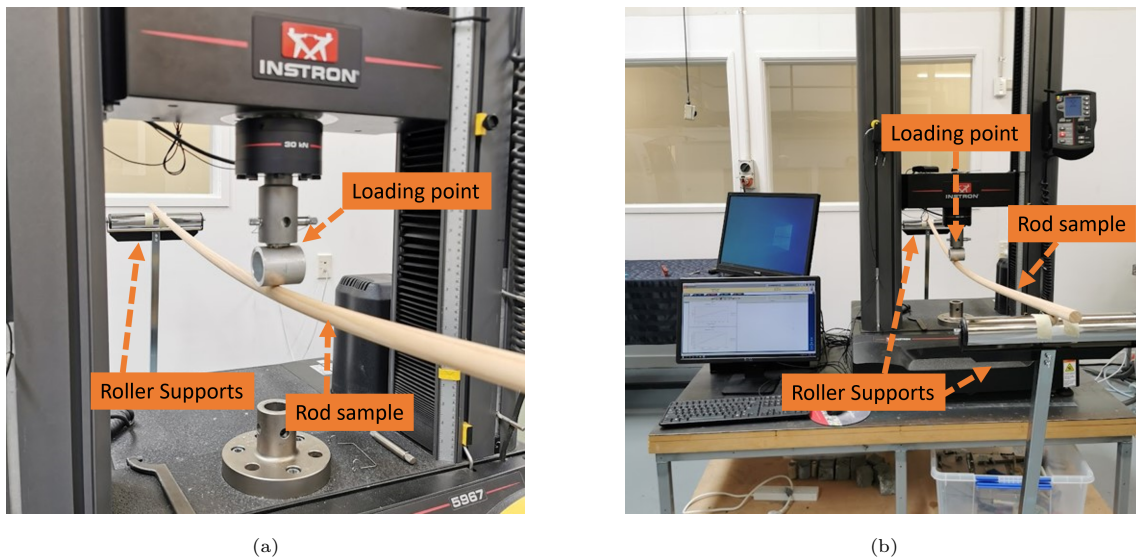 INSTRON®
30 kN
Loading point
Roller Supports
Rod sample
5967
(a)
Loading point
INSTRON
Rod sample
Roller Supports
(b)